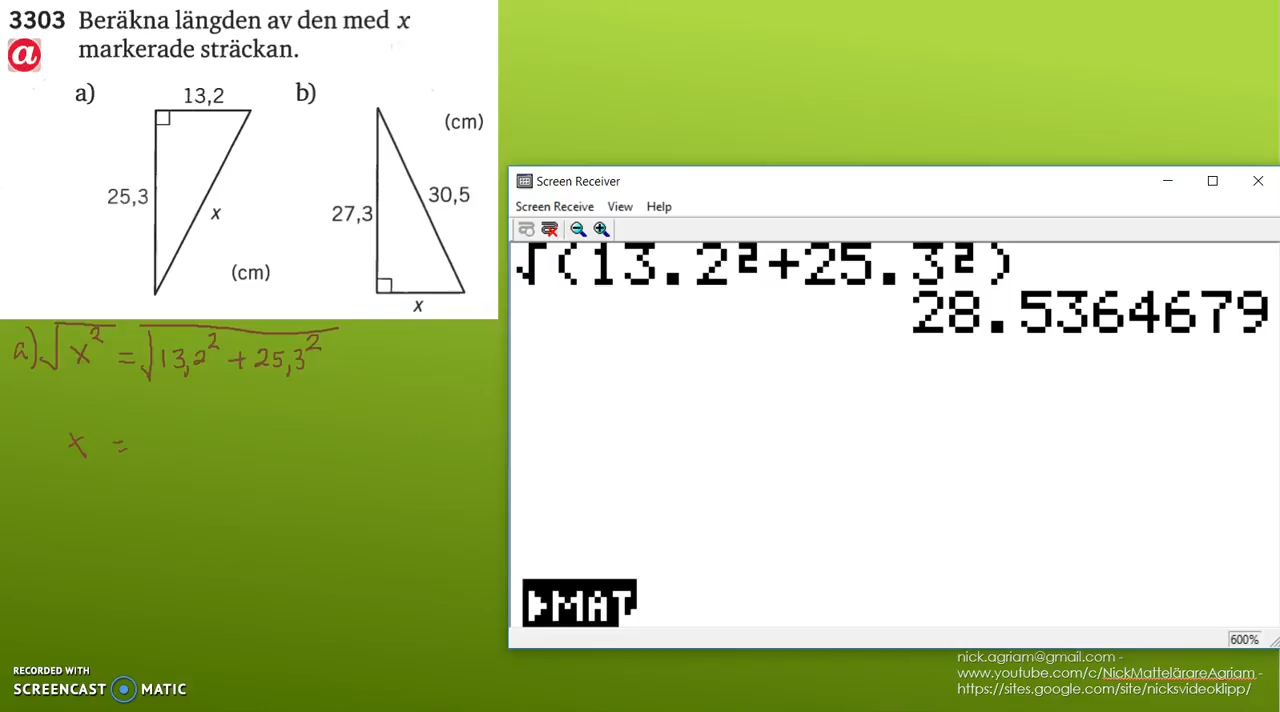 3303 Beräkna längden av den med x
a markerade sträckan.
a) 13,2 b)
(cm)
25,3 x
27,3 30,5
(cm)
x
a) √x² = √13,2² + 25,3²
x =
Screen Receiver
Screen Receive View Help
√(13.2²+25.3²)
28.5364679
►MAT
600%
RECORDED WITH
SCREENCAST MATIC
nick.agriam@gmail.com -
www.youtube.com/c/NickMattelärareAgriam -
https://sites.google.com/site/nicksvideoklipp/